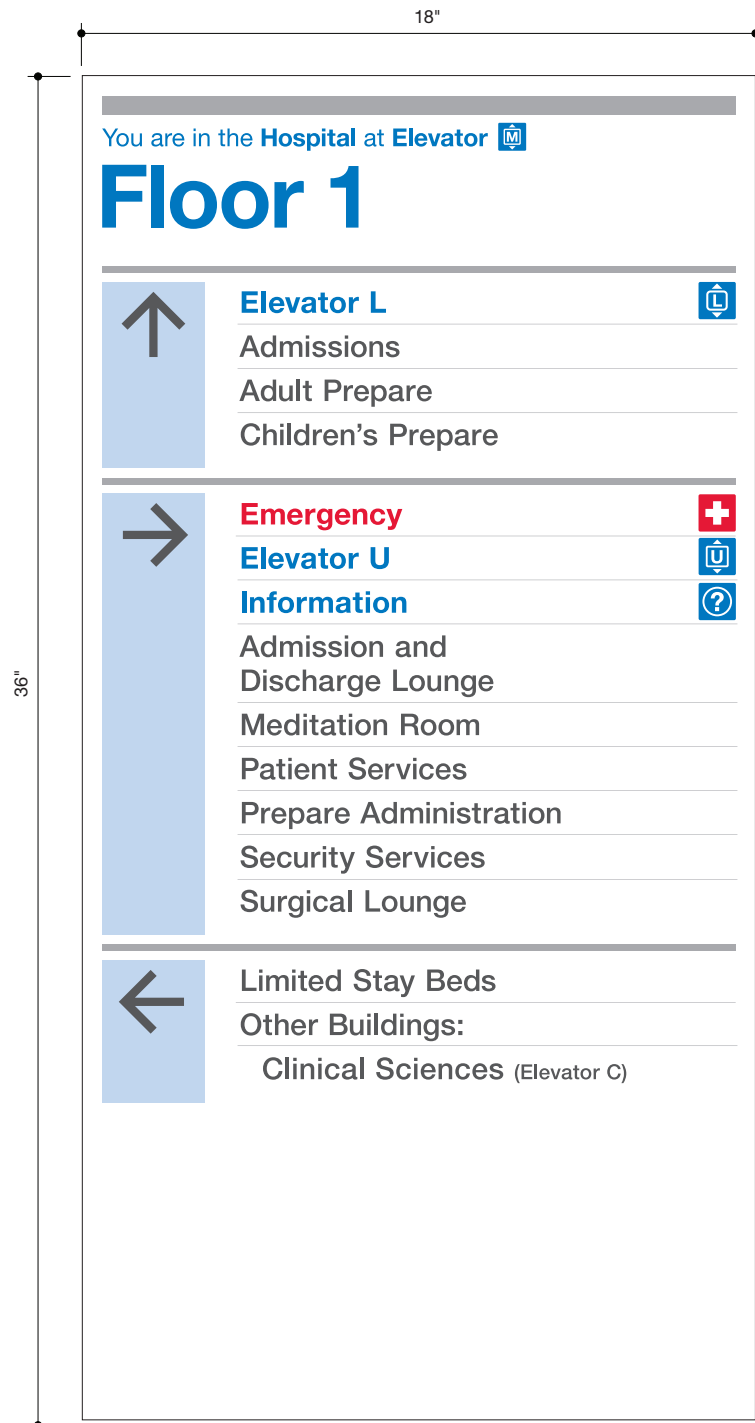 18"
You are in the Hospital at Elevator M
Floor 1
Elevator L L
Admissions
Adult Prepare
Children’s Prepare
Emergency
Elevator U U
Information ?
Admission and
Discharge Lounge
Meditation Room
Patient Services
Prepare Administration
Security Services
Surgical Lounge
Limited Stay Beds
Other Buildings:
Clinical Sciences (Elevator C)
36"